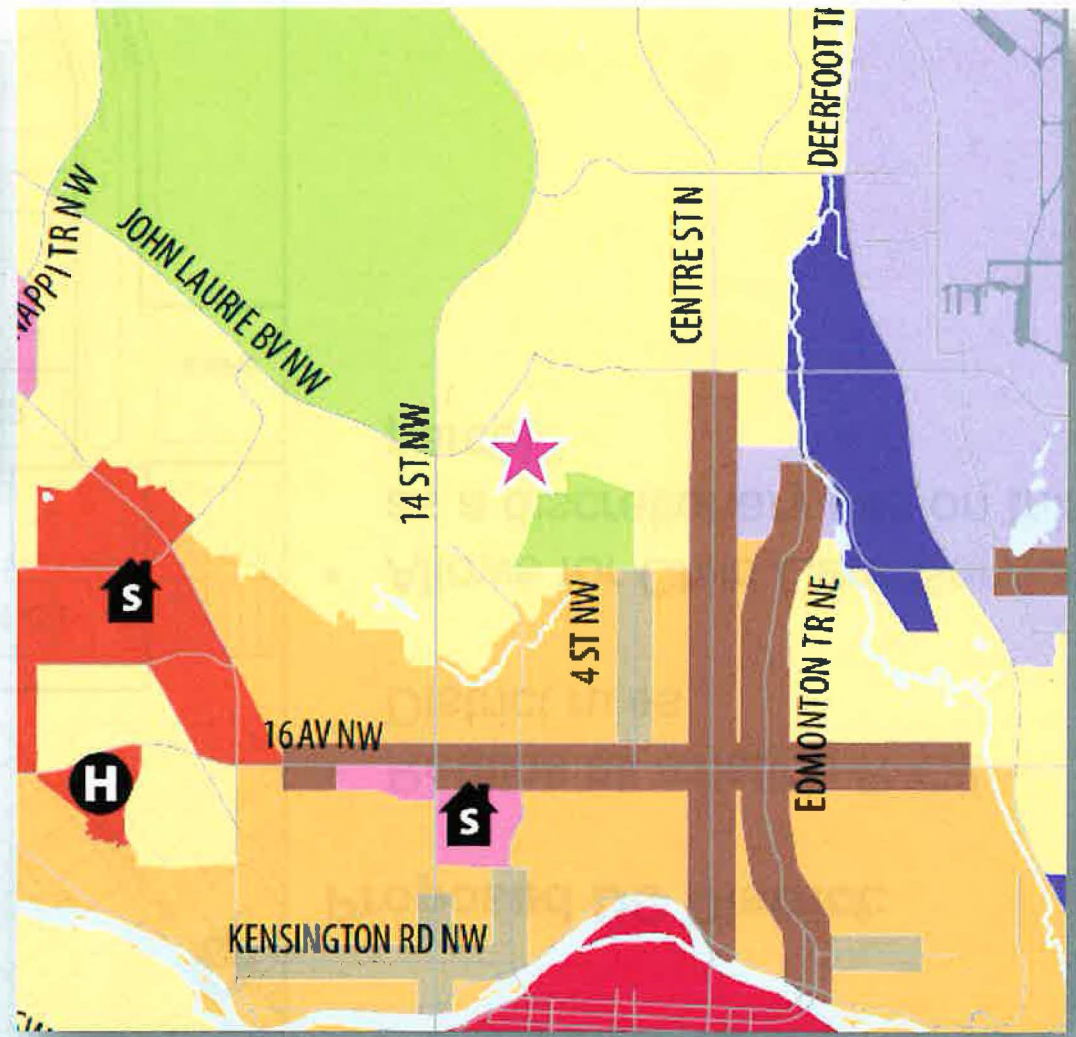 DEERFOOT T
NAPPI TR NW
JOHN LAURIE BV NW
CENTRE ST N
14 ST NW
S
4 ST NW
EDMONTON TR NE
16 AV NW
H
S
KENSINGTON RD NW